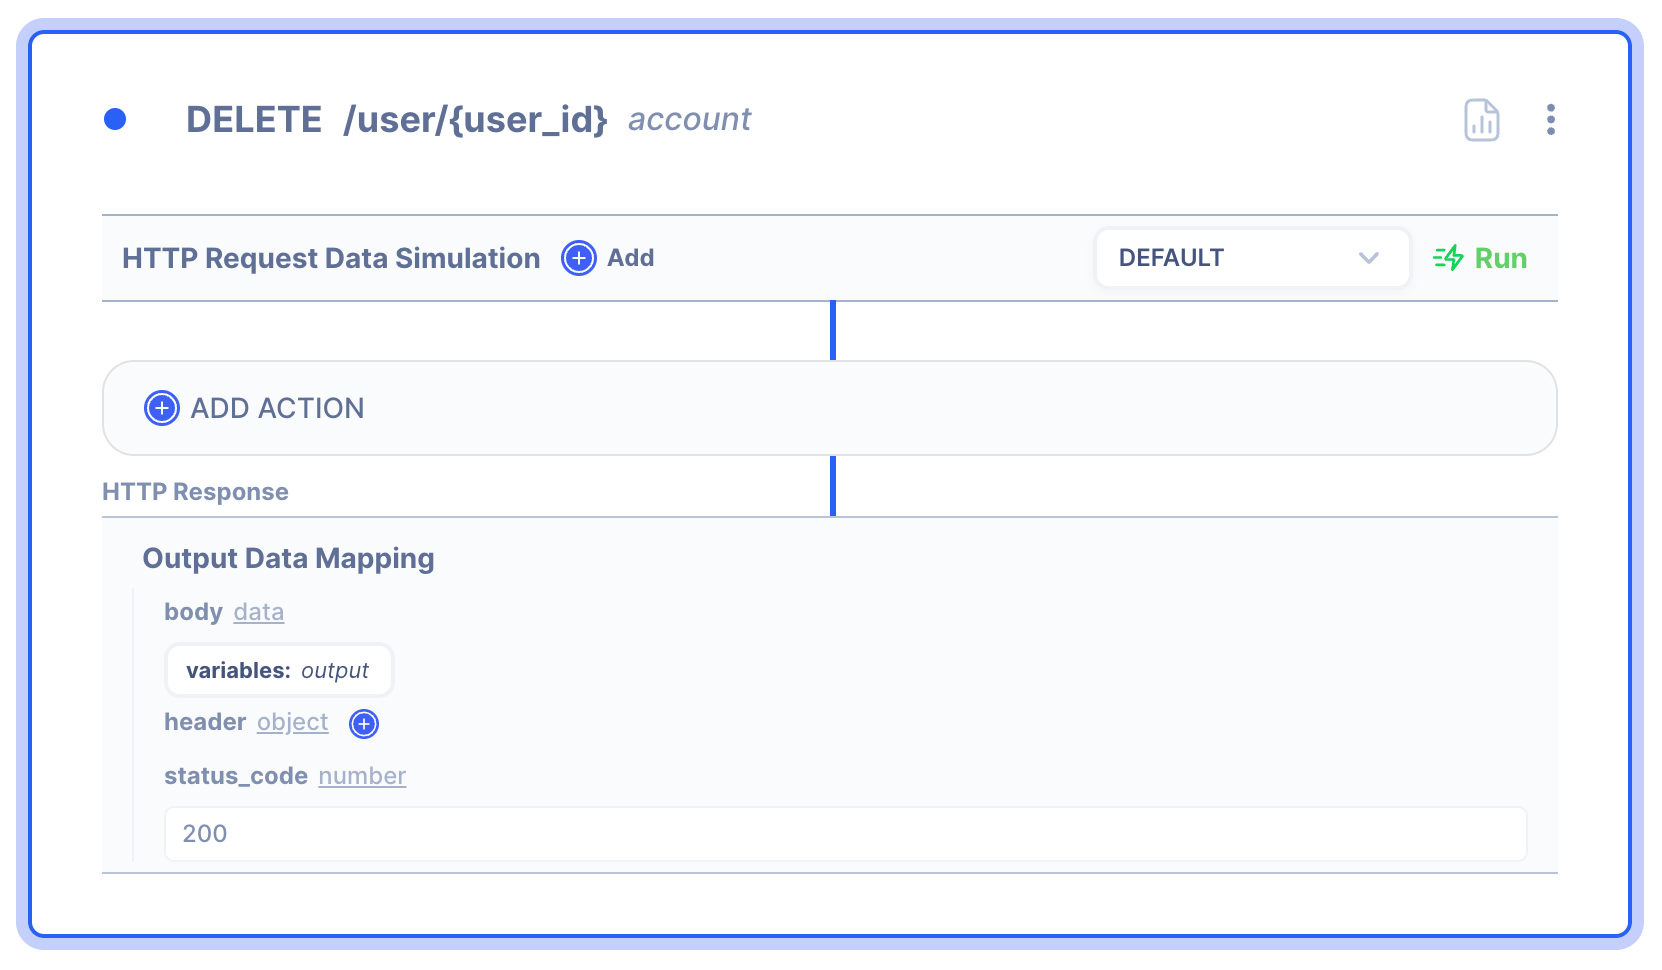 DELETE /user/{user_id} account
HTTP Request Data Simulation Add DEFAULT Run
ADD ACTION
HTTP Response
Output Data Mapping
body data
variables: output
header object
status_code number
200